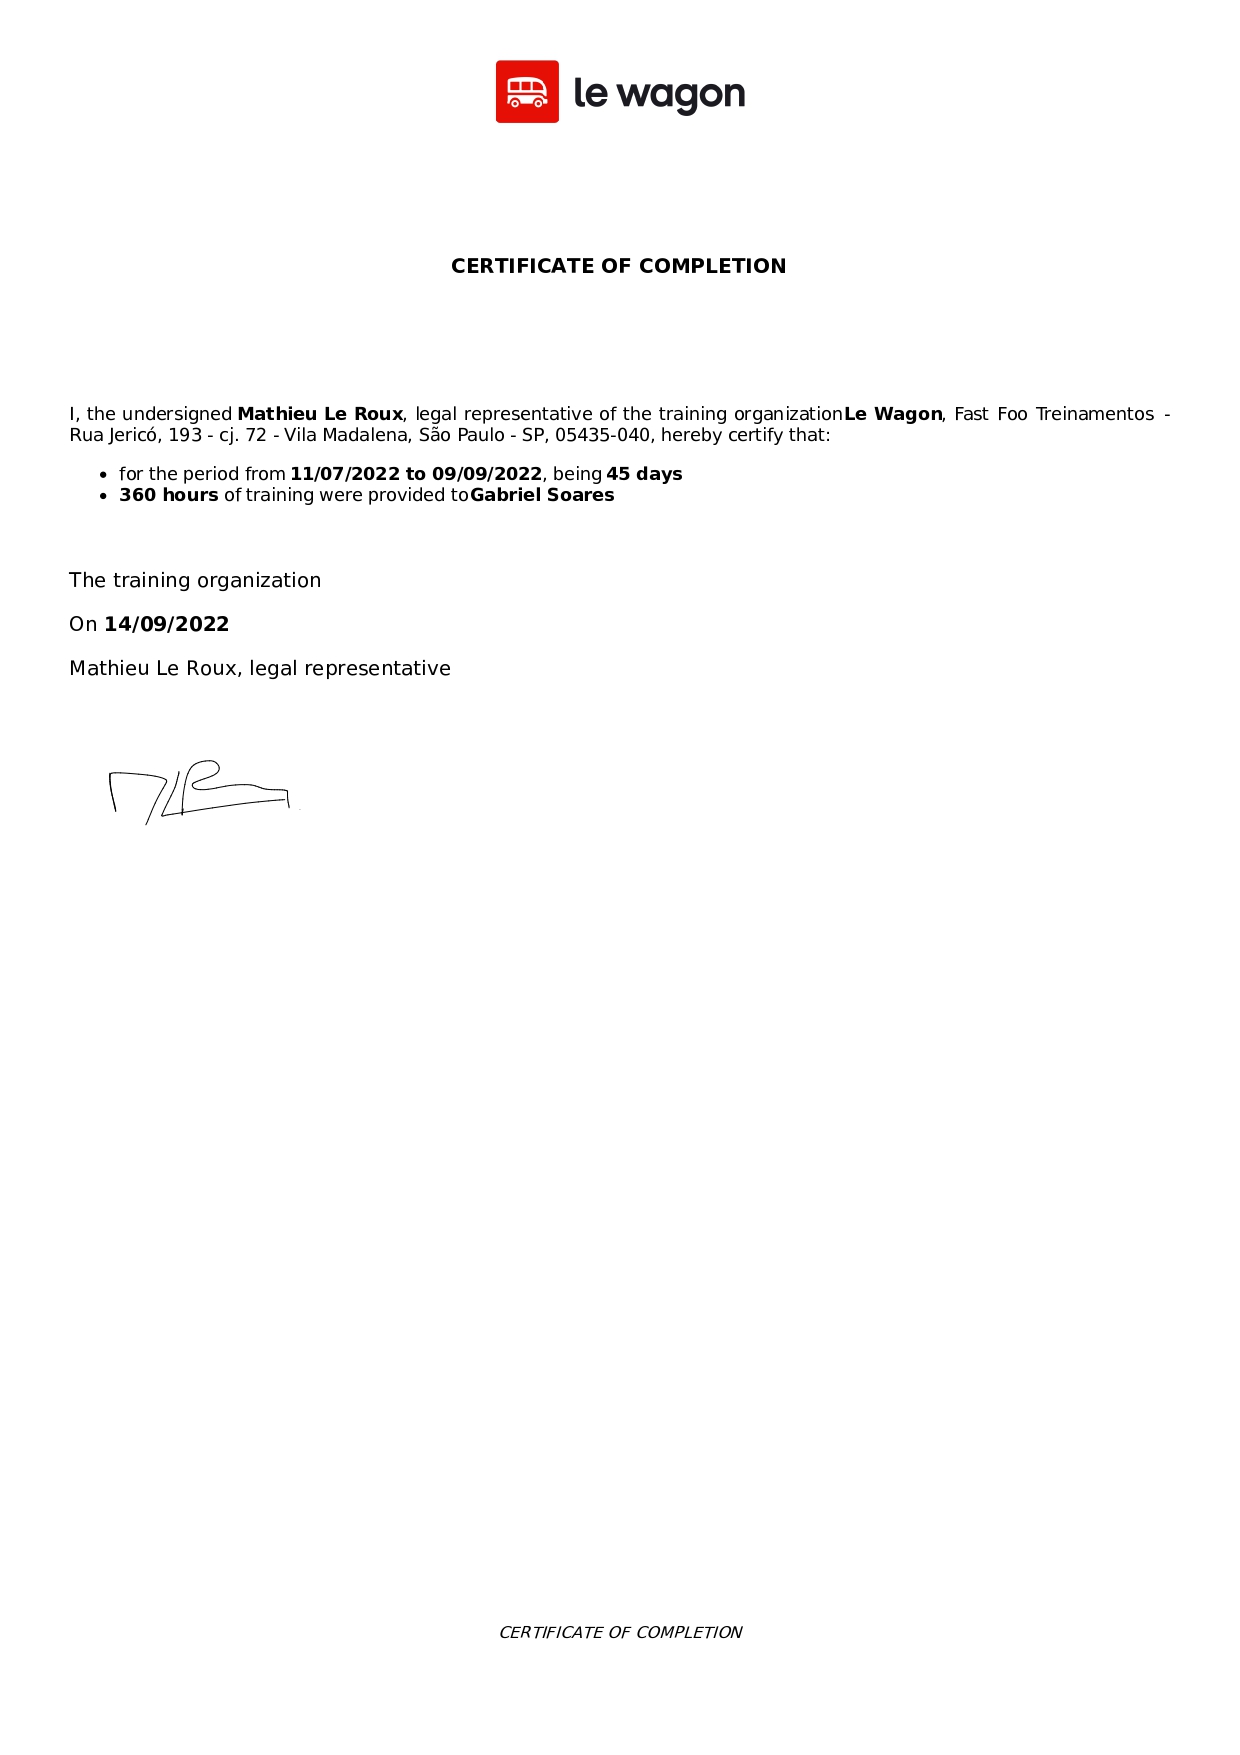 le wagon
CERTIFICATE OF COMPLETION
I, the undersigned Mathieu Le Roux, legal representative of the training organizationLe Wagon, Fast Foo Treinamentos -
Rua Jericó, 193 - cj. 72 - Vila Madalena, São Paulo - SP, 05435-040, hereby certify that:
• for the period from 11/07/2022 to 09/09/2022, being 45 days
• 360 hours of training were provided toGabriel Soares
The training organization
On 14/09/2022
Mathieu Le Roux, legal representative
CERTIFICATE OF COMPLETION